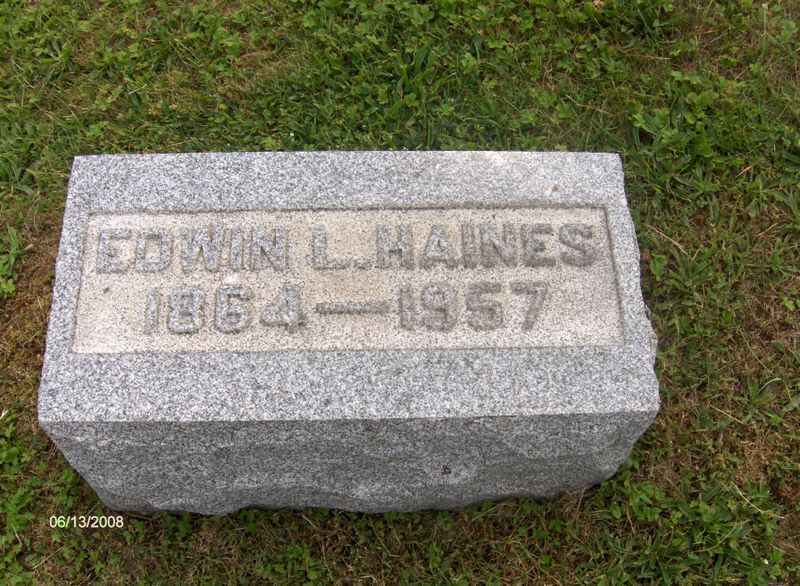 EDWIN L. HAINES
1864—1957
06/13/2008